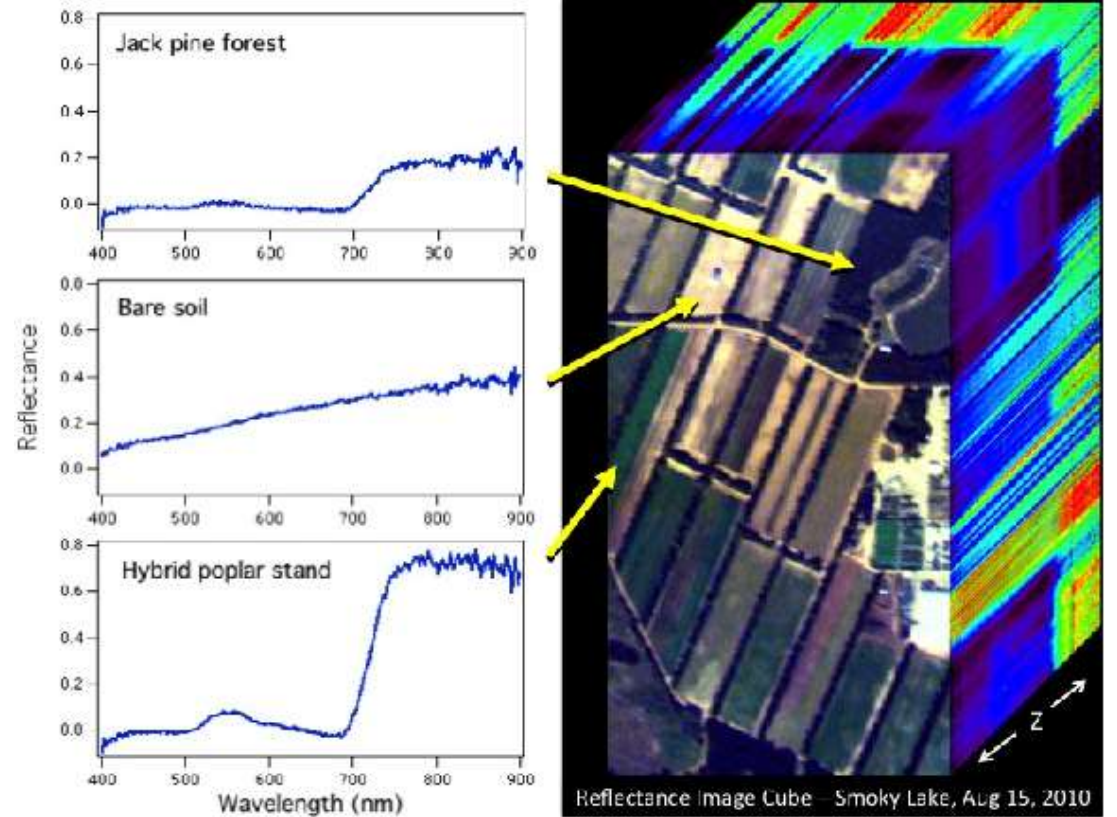 0.8
Jack pine forest
0.6
0.4
0.2
0.0
400 500 600 700 800 900
0.8
Bare soil
0.6
0.4
0.2
0.0
400 500 600 700 800 900
Reflectance
0.8
Hybrid poplar stand
0.6
0.4
0.2
0.0
400 500 600 700 800 900
Wavelength (nm)
Z
Reflectance Image Cube – Smoky Lake, Aug 15, 2010